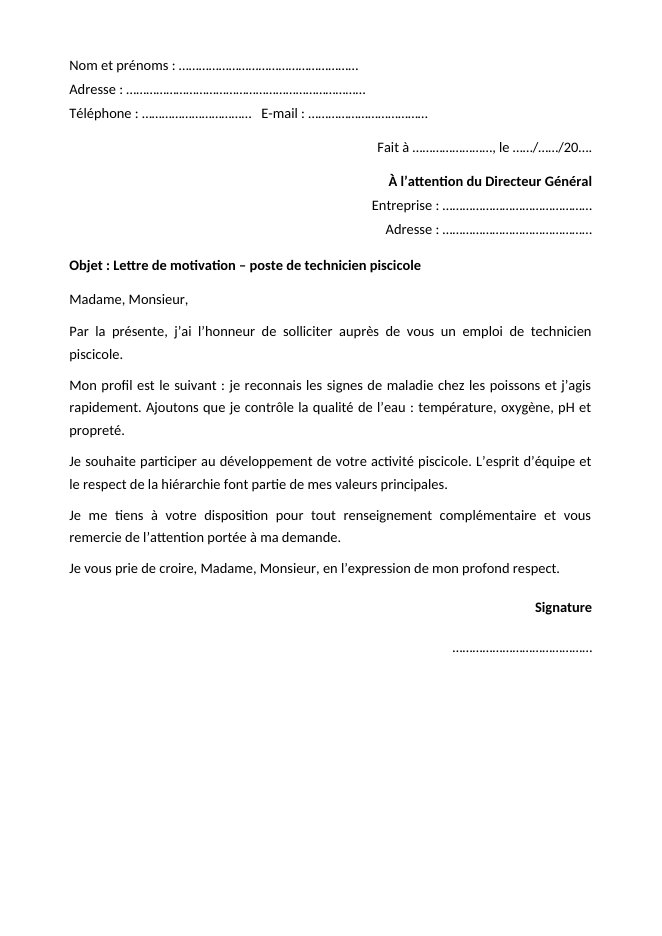 Nom et prénoms : ……………………………………………….
Adresse : ………………………………………………………………
Téléphone : …………………………… E-mail : ………………………………
Fait à ……………………, le ……/……/20….
À l’attention du Directeur Général
Entreprise : ………………………………………
Adresse : ………………………………………
Objet : Lettre de motivation – poste de technicien piscicole
Madame, Monsieur,
Par la présente, j’ai l’honneur de solliciter auprès de vous un emploi de technicien
piscicole.
Mon profil est le suivant : je reconnais les signes de maladie chez les poissons et j’agis
rapidement. Ajoutons que je contrôle la qualité de l’eau : température, oxygène, pH et
propreté.
Je souhaite participer au développement de votre activité piscicole. L’esprit d’équipe et
le respect de la hiérarchie font partie de mes valeurs principales.
Je me tiens à votre disposition pour tout renseignement complémentaire et vous
remercie de l’attention portée à ma demande.
Je vous prie de croire, Madame, Monsieur, en l’expression de mon profond respect.
Signature
……………………………………